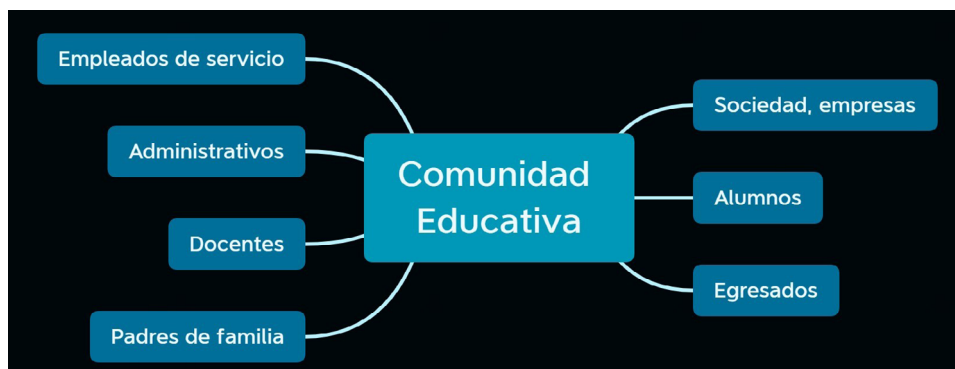 Empleados de servicio
Administrativos
Docentes
Padres de familia
Comunidad
Educativa
Sociedad, empresas
Alumnos
Egresados